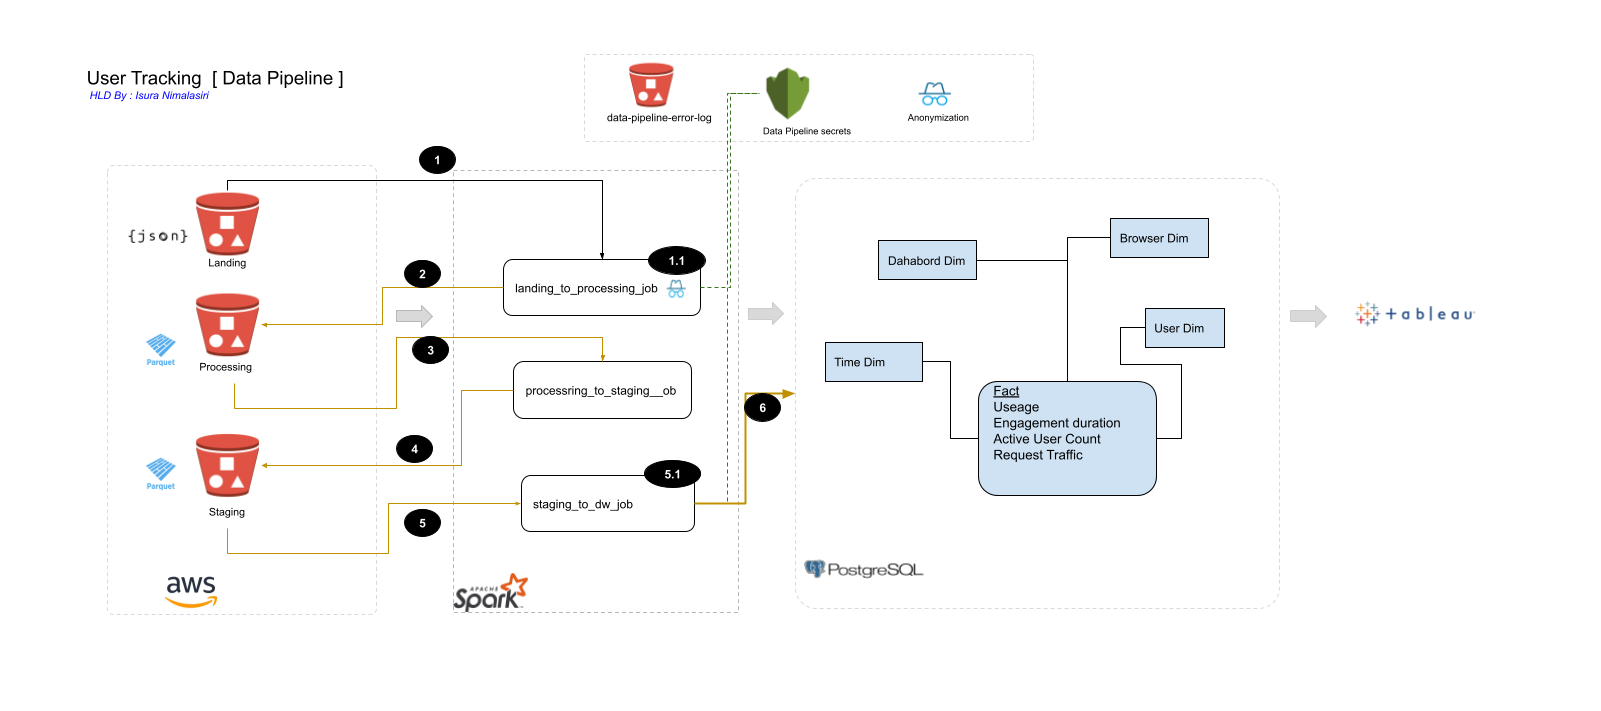 User Tracking [ Data Pipeline ]
HLD By : Isura Nimalasiri
data-pipeline-error-log
Data Pipeline secrets
Anonymization
1
{json}
Landing
2
Parquet
Processing
3
4
Parquet
Staging
5
aws
1.1
landing_to_processing_job
processring_to_staging__ob
5.1
staging_to_dw_job
APACHE
Spark
6
Dahabord Dim
Browser Dim
User Dim
Time Dim
Fact
Useage
Engagement duration
Active User Count
Request Traffic
PostgreSQL
+ableau